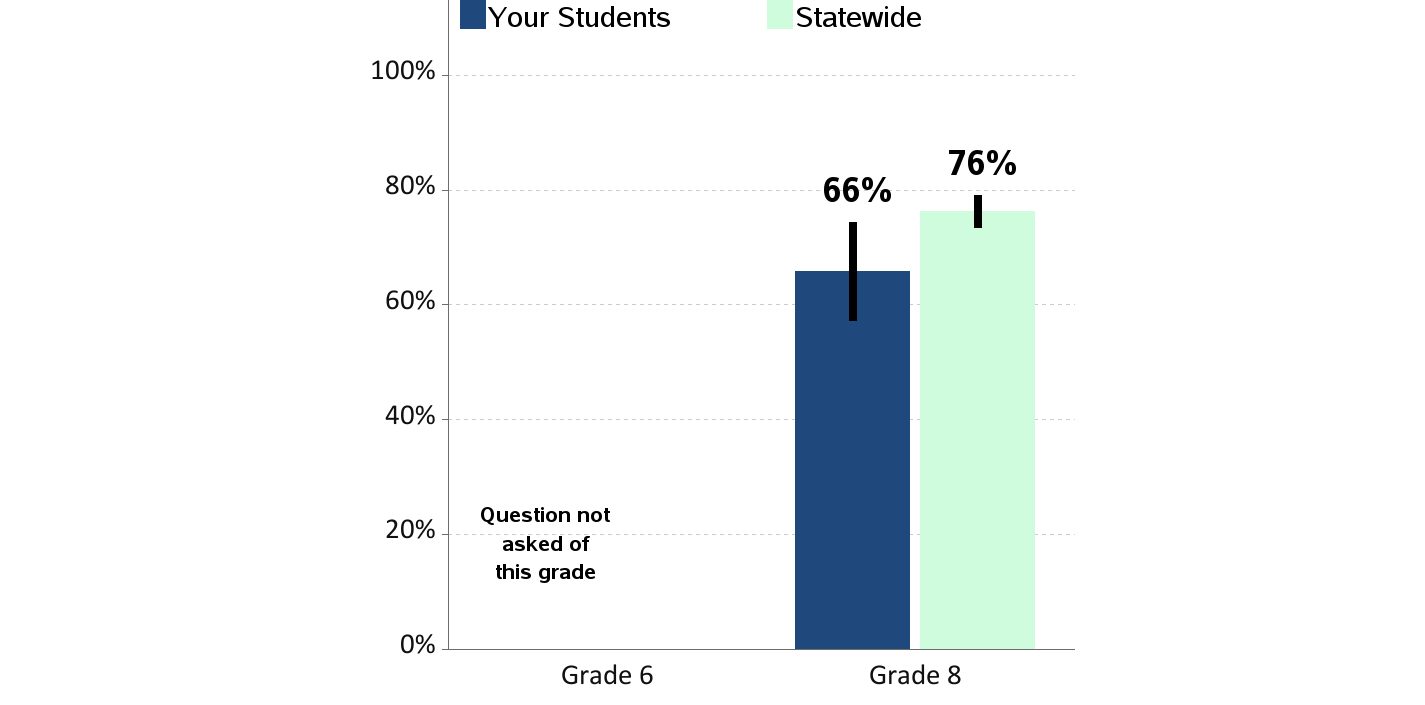 Your Students Statewide
100%
80%
60%
40%
20%
0%
66%
76%
Question not
asked of
this grade
Grade 6 Grade 8